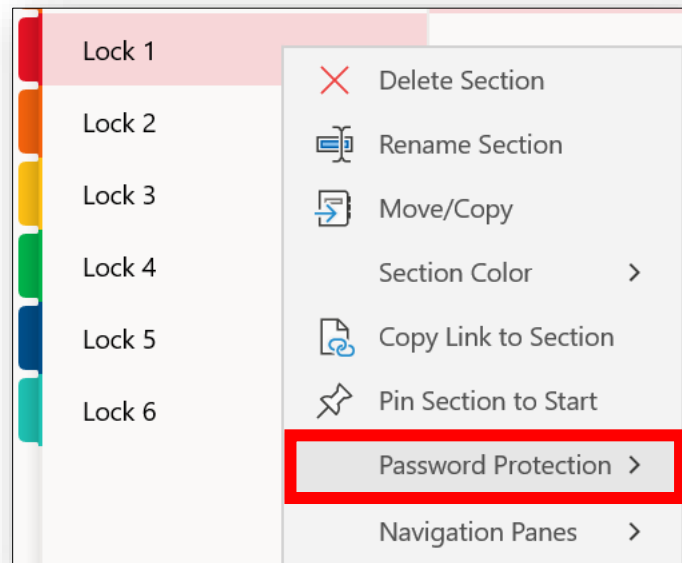 Lock 1
Lock 2
Lock 3
Lock 4
Lock 5
Lock 6
Delete Section
Rename Section
Move/Copy
Section Color
Copy Link to Section
Pin Section to Start
Password Protection
Navigation Panes